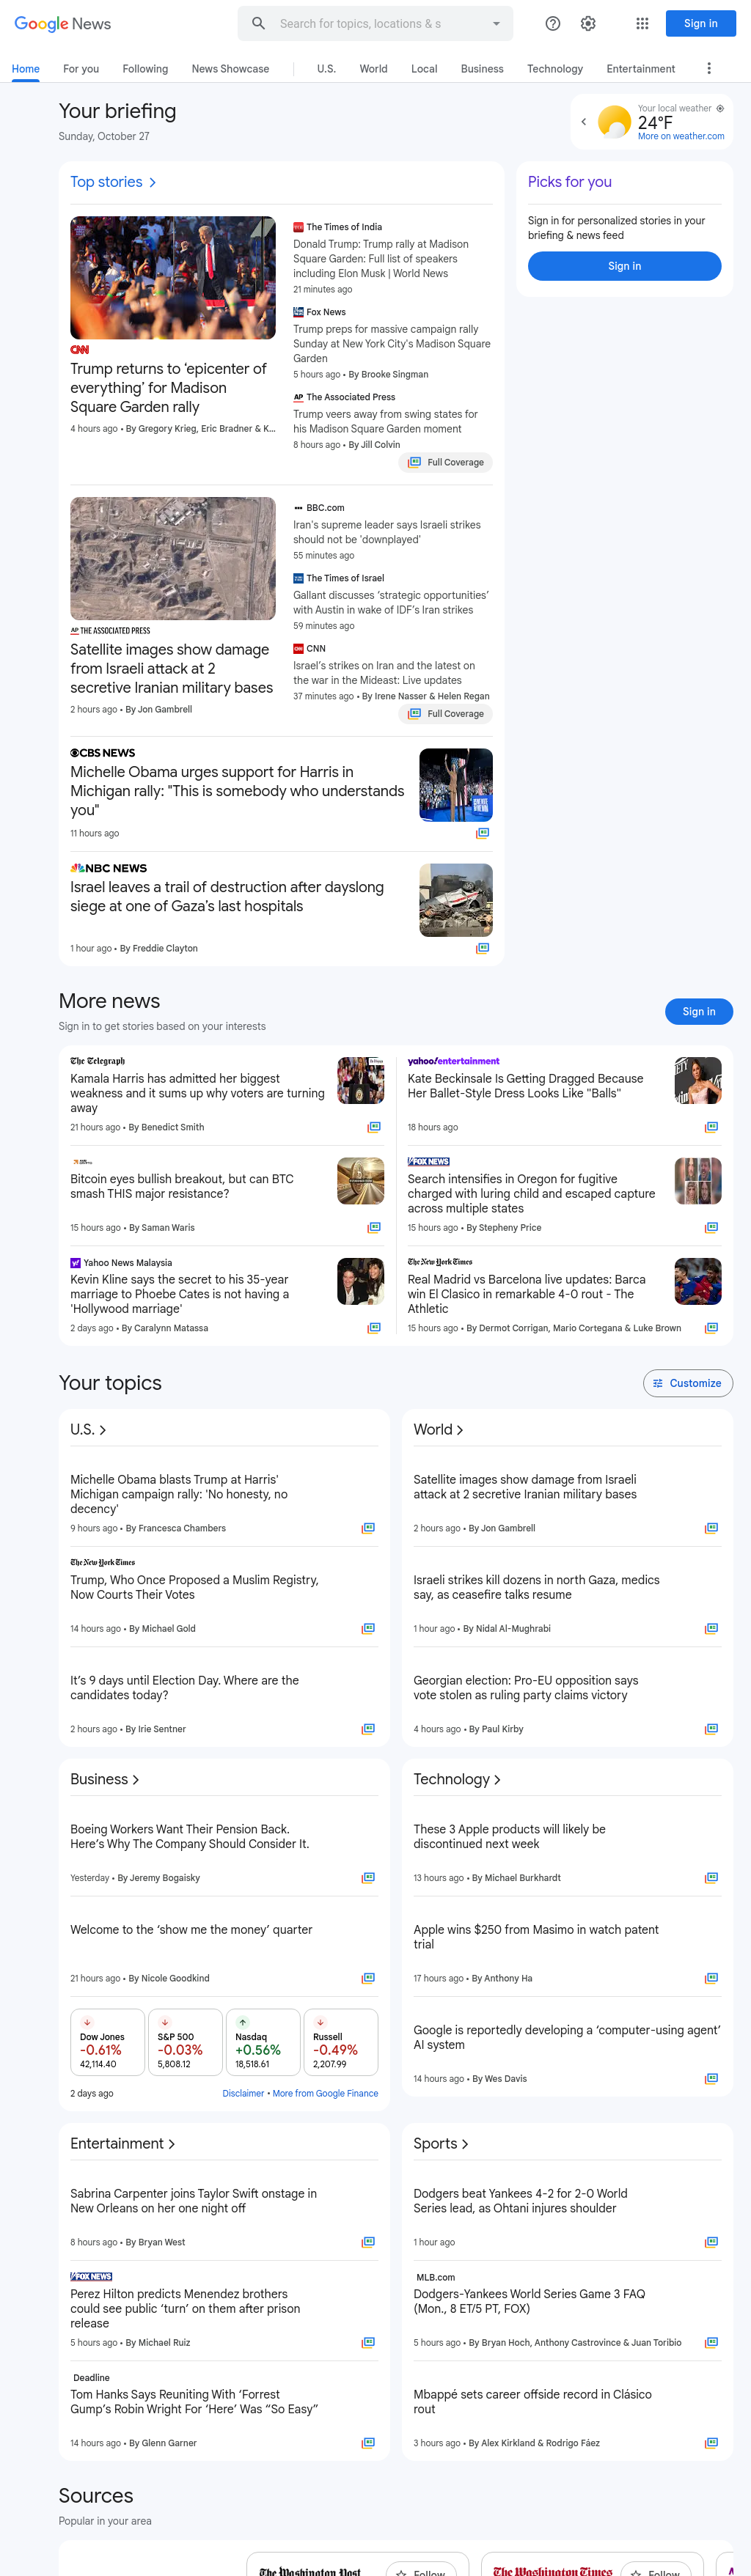 Google News
Search for topics, locations & s
Sign in
Home
For you
Following
News Showcase
U.S.
World
Local
Business
Technology
Entertainment
Your briefing
Sunday, October 27
Your local weather
24°F
More on weather.com
Top stories
CNN
Trump returns to ‘epicenter of
everything’ for Madison
Square Garden rally
4 hours ago • By Gregory Krieg, Eric Bradner & K...
The Times of India
Donald Trump: Trump rally at Madison
Square Garden: Full list of speakers
including Elon Musk | World News
21 minutes ago
Fox News
Trump preps for massive campaign rally
Sunday at New York City's Madison Square
Garden
5 hours ago • By Brooke Singman
AP The Associated Press
Trump veers away from swing states for
his Madison Square Garden moment
8 hours ago • By Jill Colvin
Full Coverage
Picks for you
Sign in for personalized stories in your
briefing & news feed
Sign in
AP THE ASSOCIATED PRESS
Satellite images show damage
from Israeli attack at 2
secretive Iranian military bases
2 hours ago • By Jon Gambrell
BBC.com
Iran's supreme leader says Israeli strikes
should not be 'downplayed'
55 minutes ago
The Times of Israel
Gallant discusses ‘strategic opportunities’
with Austin in wake of IDF’s Iran strikes
59 minutes ago
CNN
Israel’s strikes on Iran and the latest on
the war in the Mideast: Live updates
37 minutes ago • By Irene Nasser & Helen Regan
Full Coverage
CBS NEWS
Michelle Obama urges support for Harris in
Michigan rally: "This is somebody who understands
you"
11 hours ago
NBC NEWS
Israel leaves a trail of destruction after dayslong
siege at one of Gaza’s last hospitals
1 hour ago • By Freddie Clayton
More news
Sign in to get stories based on your interests
Sign in
The Telegraph
Kamala Harris has admitted her biggest
weakness and it sums up why voters are turning
away
21 hours ago • By Benedict Smith
Bitcoin eyes bullish breakout, but can BTC
smash THIS major resistance?
15 hours ago • By Saman Waris
Yahoo News Malaysia
Kevin Kline says the secret to his 35-year
marriage to Phoebe Cates is not having a
'Hollywood marriage'
2 days ago • By Caralynn Matassa
yahoo!entertainment
Kate Beckinsale Is Getting Dragged Because
Her Ballet-Style Dress Looks Like "Balls"
18 hours ago
FOX NEWS
Search intensifies in Oregon for fugitive
charged with luring child and escaped capture
across multiple states
15 hours ago • By Stepheny Price
The New York Times
Real Madrid vs Barcelona live updates: Barca
win El Clasico in remarkable 4-0 rout - The
Athletic
15 hours ago • By Dermot Corrigan, Mario Cortegana & Luke Brown
Your topics
Customize
U.S.
Michelle Obama blasts Trump at Harris'
Michigan campaign rally: 'No honesty, no
decency'
9 hours ago • By Francesca Chambers
The New York Times
Trump, Who Once Proposed a Muslim Registry,
Now Courts Their Votes
14 hours ago • By Michael Gold
It’s 9 days until Election Day. Where are the
candidates today?
2 hours ago • By Irie Sentner
World
Satellite images show damage from Israeli
attack at 2 secretive Iranian military bases
2 hours ago • By Jon Gambrell
Israeli strikes kill dozens in north Gaza, medics
say, as ceasefire talks resume
1 hour ago • By Nidal Al-Mughrabi
Georgian election: Pro-EU opposition says
vote stolen as ruling party claims victory
4 hours ago • By Paul Kirby
Business
Boeing Workers Want Their Pension Back.
Here’s Why The Company Should Consider It.
Yesterday • By Jeremy Bogaisky
Welcome to the ‘show me the money’ quarter
21 hours ago • By Nicole Goodkind
Dow Jones
-0.61%
42,114.40
S&P 500
-0.03%
5,808.12
Nasdaq
+0.56%
18,518.61
Russell
-0.49%
2,207.99
2 days ago
Disclaimer • More from Google Finance
Technology
These 3 Apple products will likely be
discontinued next week
13 hours ago • By Michael Burkhardt
Apple wins $250 from Masimo in watch patent
trial
17 hours ago • By Anthony Ha
Google is reportedly developing a ‘computer-using agent’
AI system
14 hours ago • By Wes Davis
Entertainment
Sabrina Carpenter joins Taylor Swift onstage in
New Orleans on her one night off
8 hours ago • By Bryan West
FOX NEWS
Perez Hilton predicts Menendez brothers
could see public ‘turn’ on them after prison
release
5 hours ago • By Michael Ruiz
Deadline
Tom Hanks Says Reuniting With ‘Forrest
Gump’s Robin Wright For ‘Here’ Was “So Easy”
14 hours ago • By Glenn Garner
Sports
Dodgers beat Yankees 4-2 for 2-0 World
Series lead, as Ohtani injures shoulder
1 hour ago
MLB.com
Dodgers-Yankees World Series Game 3 FAQ
(Mon., 8 ET/5 PT, FOX)
5 hours ago • By Bryan Hoch, Anthony Castrovince & Juan Toribio
Mbappé sets career offside record in Clásico
rout
3 hours ago • By Alex Kirkland & Rodrigo Fáez
Sources
Popular in your area
The Washington Post
Follow
The Washington Times
Follow